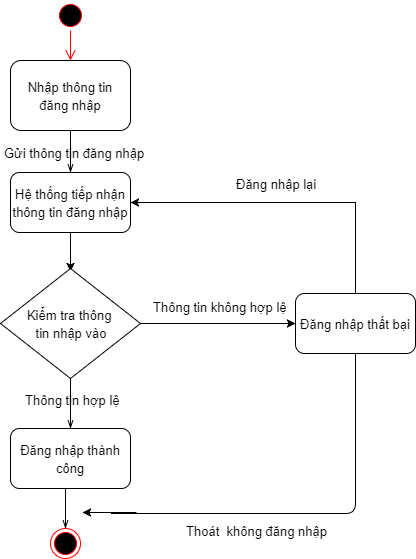 Nhập thông tin
đăng nhập
Gửi thông tin đăng nhập
Đăng nhập lại
Hệ thống tiếp nhận
thông tin đăng nhập
Thông tin không hợp lệ
Kiểm tra thông
tin nhập vào
Đăng nhập thất bại
Thông tin hợp lệ
Đăng nhập thành
công
Thoát  không đăng nhập